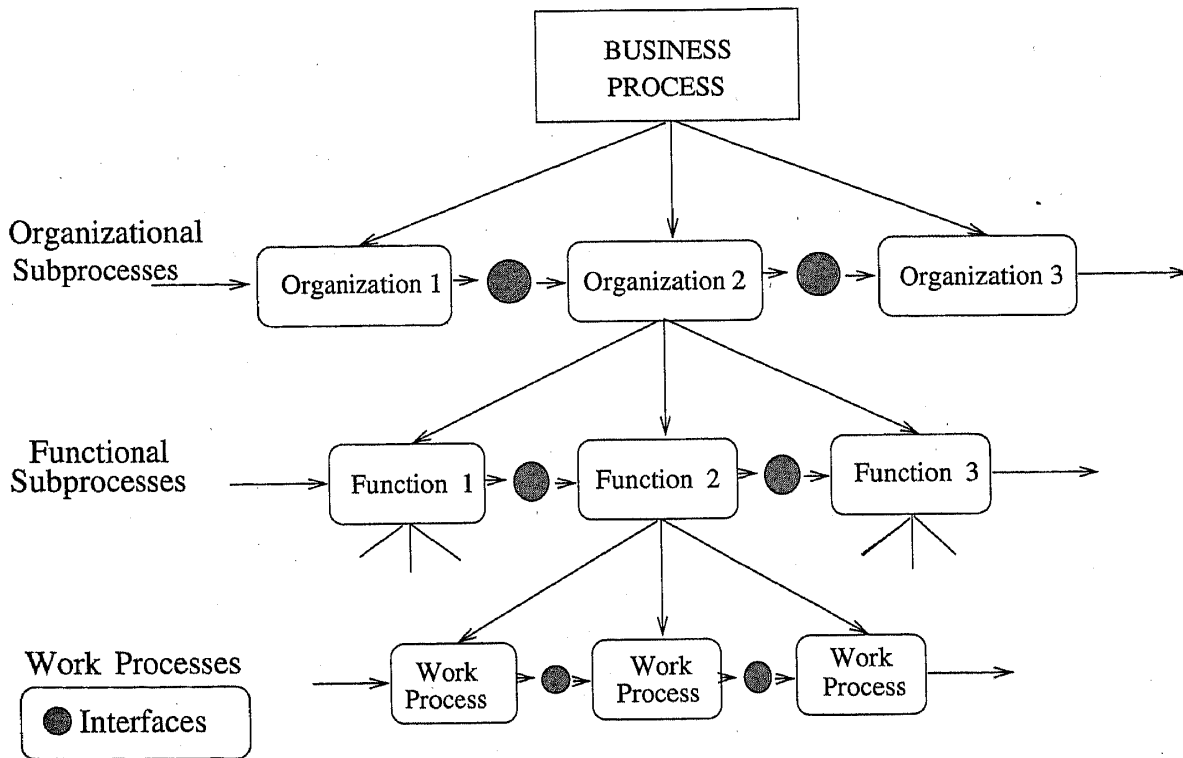 BUSINESS
PROCESS
Organizational
Subprocesses
Organization 1
Organization 2
Organization 3
Functional
Subprocesses
Function 1
Function 2
Function 3
Work Processes
Work
Process
Work
Process
Work
Process
Interfaces